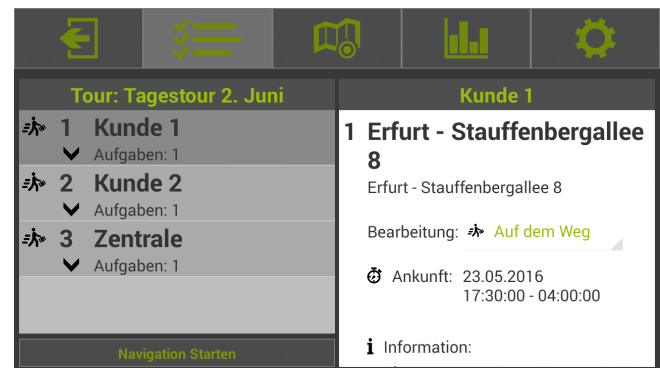 Tour: Tagestour 2. Juni
1 Kunde 1
Aufgaben: 1
2 Kunde 2
Aufgaben: 1
3 Zentrale
Aufgaben: 1
Navigation Starten
Kunde 1
1 Erfurt - Stauffenbergallee
8
Erfurt - Stauffenbergallee 8
Bearbeitung: Auf dem Weg
Ankunft: 23.05.2016
17:30:00 - 04:00:00
Information: